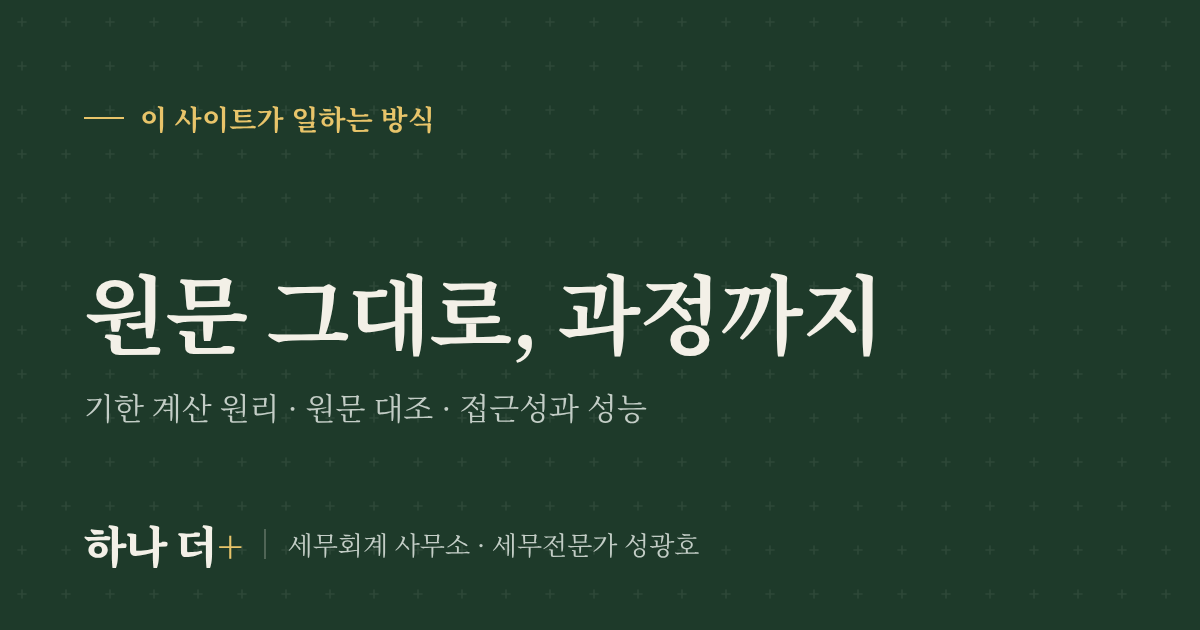 이 사이트가 일하는 방식
원문 그대로, 과정까지
기한 계산 원리 · 원문 대조 · 접근성과 성능
하나 더+ | 세무회계 사무소 · 세무전문가 성광호